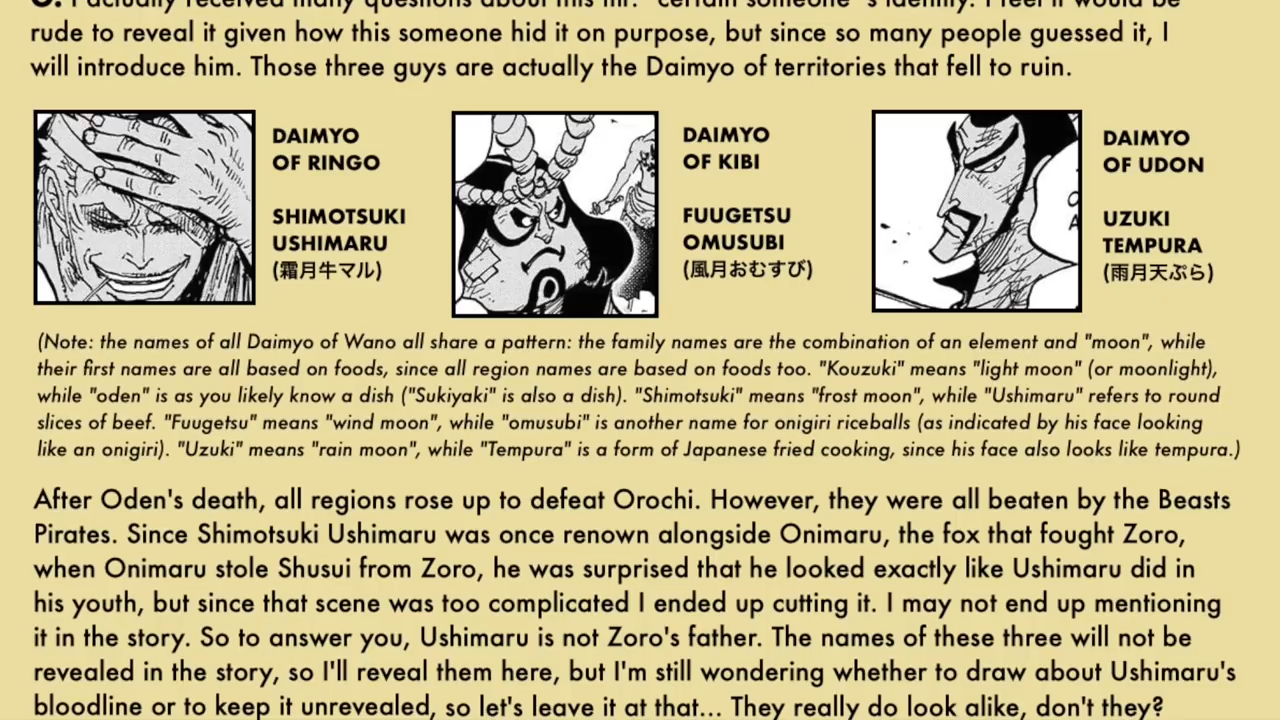 O. I actually received many questions about this mr. "certain someone"'s identity. I feel it would be
rude to reveal it given how this someone hid it on purpose, but since so many people guessed it, I
will introduce him. Those three guys are actually the Daimyo of territories that fell to ruin.
DAIMYO
OF RINGO
SHIMOTSUKI
USHIMARU
(霜月牛マル)
DAIMYO
OF KIBI
FUUGETSU
OMUSUBI
(風月おむすび)
DAIMYO
OF UDON
UZUKI
TEMPURA
(雨月天ぷら)
(Note: the names of all Daimyo of Wano all share a pattern: the family names are the combination of an element and "moon", while
their first names are all based on foods, since all region names are based on foods too. "Kouzuki" means "light moon" (or moonlight),
while "oden" is as you likely know a dish ("Sukiyaki" is also a dish). "Shimotsuki" means "frost moon", while "Ushimaru" refers to round
slices of beef. "Fuugetsu" means "wind moon", while "omusubi" is another name for onigiri riceballs (as indicated by his face looking
like an onigiri). "Uzuki" means "rain moon", while "Tempura" is a form of Japanese fried cooking, since his face also looks like tempura.)
After Oden's death, all regions rose up to defeat Orochi. However, they were all beaten by the Beasts
Pirates. Since Shimotsuki Ushimaru was once renown alongside Onimaru, the fox that fought Zoro,
when Onimaru stole Shusui from Zoro, he was surprised that he looked exactly like Ushimaru did in
his youth, but since that scene was too complicated I ended up cutting it. I may not end up mentioning
it in the story. So to answer you, Ushimaru is not Zoro's father. The names of these three will not be
revealed in the story, so I'll reveal them here, but I'm still wondering whether to draw about Ushimaru's
bloodline or to keep it unrevealed, so let's leave it at that... They really do look alike, don't they?